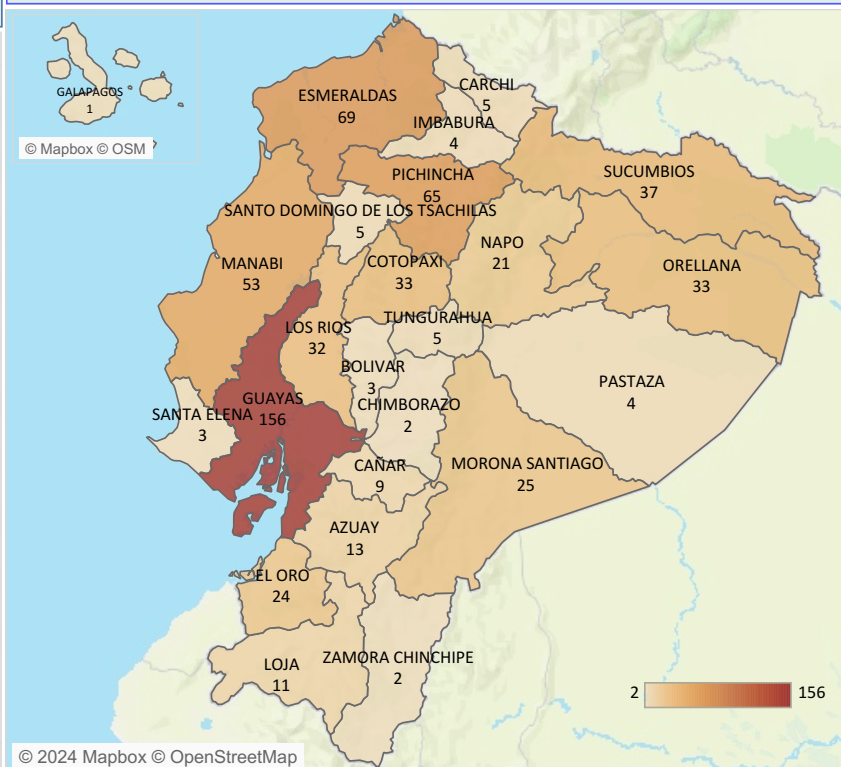 GALAPAGOS
1
© Mapbox © OSM
CARCHI
5
ESMERALDAS
69
IMBABURA
4
PICHINCHA
65
SUCUMBIOS
37
SANTO DOMINGO DE LOS TSACHILAS
5
NAPO
21
MANABI
53
COTOPAXI
33
ORELLANA
33
TUNGURAHUA
5
LOS RIOS
32
BOLIVAR
3
PASTAZA
4
GUAYAS
156
CHIMBORAZO
2
SANTA ELENA
3
CAÑAR
9
MORONA SANTIAGO
25
AZUAY
13
EL ORO
24
LOJA
11
ZAMORA CHINCHIPE
2
2 156
© 2024 Mapbox © OpenStreetMap